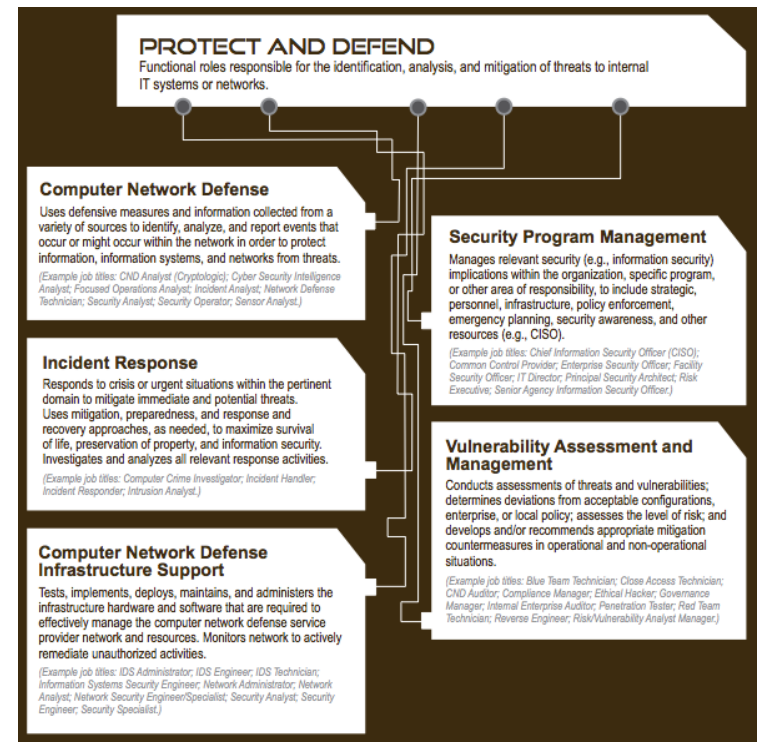 PROTECT AND DEFEND
Functional roles responsible for the identification, analysis, and mitigation of threats to internal
IT systems or networks.
Computer Network Defense
Uses defensive measures and information collected from a
variety of sources to identify, analyze, and report events that
occur or might occur within the network in order to protect
information, information systems, and networks from threats.
(Example job titles: CND Analyst (Cryptologic); Cyber Security Intelligence
Analyst; Focused Operations Analyst; Incident Analyst; Network Defense
Technician; Security Analyst; Security Operator; Sensor Analyst.)
Incident Response
Responds to crisis or urgent situations within the pertinent
domain to mitigate immediate and potential threats.
Uses mitigation, preparedness, and response and
recovery approaches, as needed, to maximize survival
of life, preservation of property, and information security.
Investigates and analyzes all relevant response activities.
(Example job titles: Computer Crime Investigator; Incident Handler;
Incident Responder; Intrusion Analyst.)
Computer Network Defense
Infrastructure Support
Tests, implements, deploys, maintains, and administers the
infrastructure hardware and software that are required to
effectively manage the computer network defense service
provider network and resources. Monitors network to actively
remediate unauthorized activities.
(Example job titles: IDS Administrator; IDS Engineer; IDS Technician;
Information Systems Security Engineer; Network Administrator; Network
Analyst; Network Security Engineer/Specialist; Security Analyst; Security
Engineer; Security Specialist.)
Security Program Management
Manages relevant security (e.g., information security)
implications within the organization, specific program,
or other area of responsibility, to include strategic,
personnel, infrastructure, policy enforcement,
emergency planning, security awareness, and other
resources (e.g., CISO).
(Example job titles: Chief Information Security Officer (CISO);
Common Control Provider; Enterprise Security Officer; Facility
Security Officer; IT Director; Principal Security Architect; Risk
Executive; Senior Agency Information Security Officer.)
Vulnerability Assessment and
Management
Conducts assessments of threats and vulnerabilities;
determines deviations from acceptable configurations,
enterprise, or local policy; assesses the level of risk; and
develops and/or recommends appropriate mitigation
countermeasures in operational and non-operational
situations.
(Example job titles: Blue Team Technician; Close Access Technician;
CND Auditor; Compliance Manager; Ethical Hacker; Governance
Manager; Internal Enterprise Auditor; Penetration Tester; Red Team
Technician; Reverse Engineer; Risk/Vulnerability Analyst Manager.)